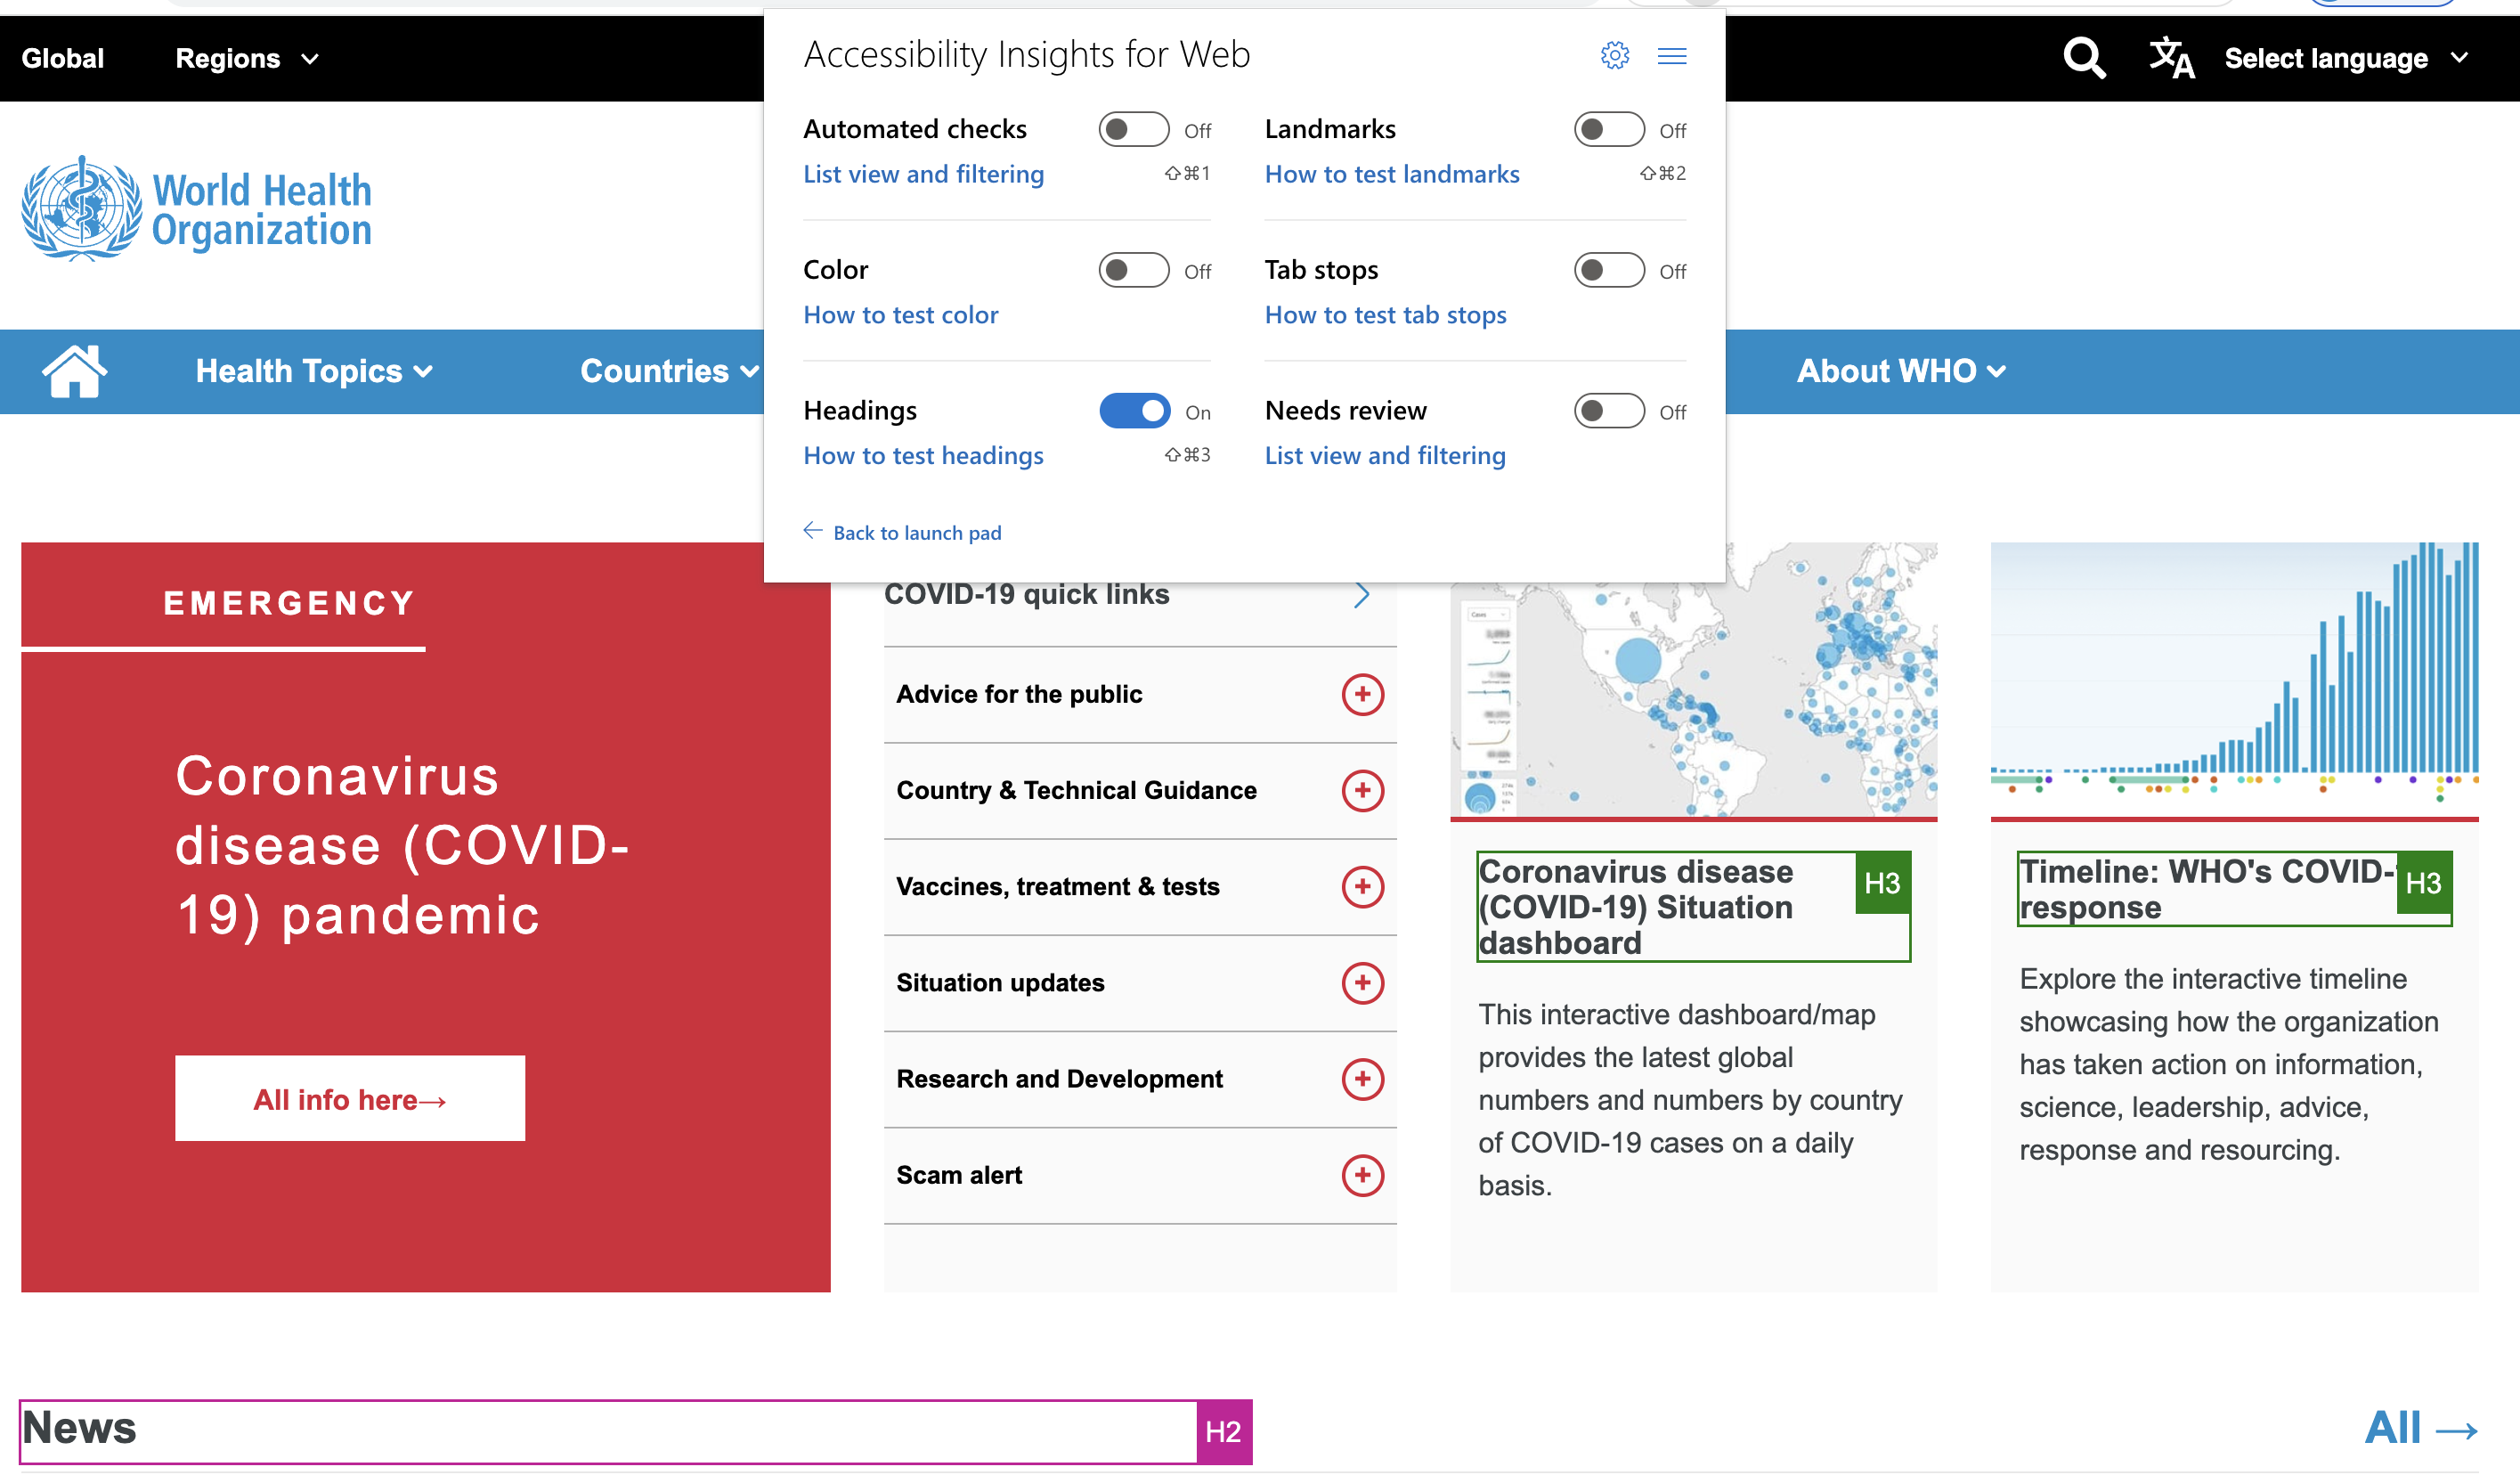 Global
Regions
Select language
World Health
Organization
Accessibility Insights for Web
Automated checks
Off
List view and filtering
⇧⌘1
Landmarks
Off
How to test landmarks
⇧⌘2
Color
Off
How to test color
Tab stops
Off
How to test tab stops
Headings
On
How to test headings
⇧⌘3
Needs review
Off
List view and filtering
← Back to launch pad
Health Topics
Countries
About WHO
EMERGENCY
Coronavirus
disease (COVID-
19) pandemic
All info here→
COVID-19 quick links
Advice for the public
Country & Technical Guidance
Vaccines, treatment & tests
Situation updates
Research and Development
Scam alert
Cases
Coronavirus disease
(COVID-19) Situation
dashboard
H3
This interactive dashboard/map
provides the latest global
numbers and numbers by country
of COVID-19 cases on a daily
basis.
Timeline: WHO's COVID-
response
H3
Explore the interactive timeline
showcasing how the organization
has taken action on information,
science, leadership, advice,
response and resourcing.
News
H2
All →